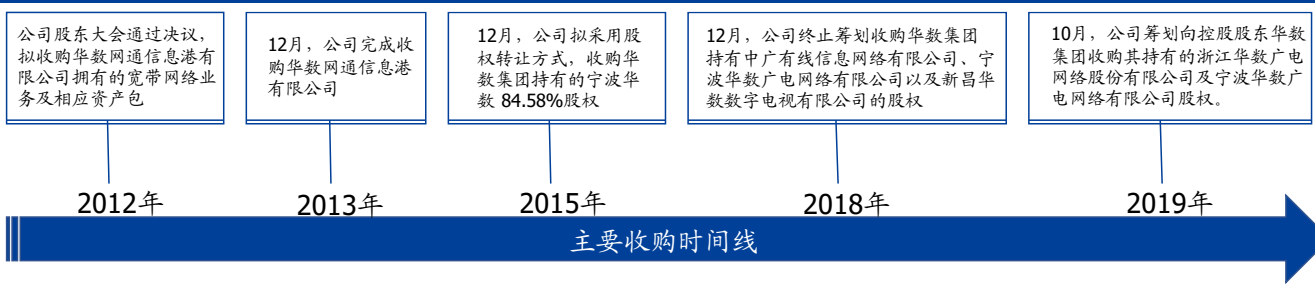 公司股东大会通过决议，
拟收购华数网通信息港有
限公司拥有的宽带网络业
务及相应资产包
12月，公司完成收
购华数网通信息港
有限公司
12月，公司拟采用股
权转让方式，收购华
数集团持有的宁波华
数 84.58%股权
12月，公司终止筹划收购华数集团
持有中广有线信息网络有限公司、宁
波华数广电网络有限公司以及新昌华
数数字电视有限公司的股权
10月，公司筹划向控股股东华数
集团收购其持有的浙江华数广电
网络股份有限公司及宁波华数广
电网络有限公司股权。
2012年
2013年
2015年
2018年
2019年
主要收购时间线